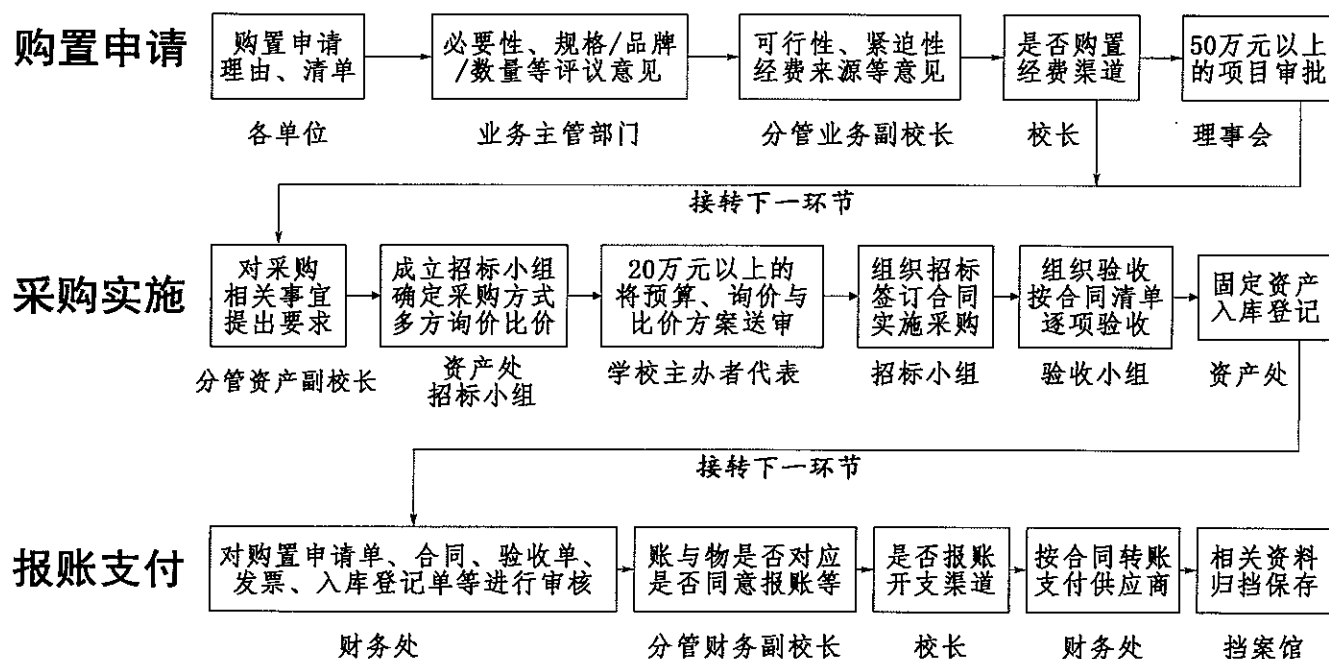 购置申请
购置申请
理由、清单
各单位
必要性、规格/品牌
/数量等评议意见
业务主管部门
可行性、紧迫性
经费来源等意见
分管业务副校长
是否购置
经费渠道
校长
50万元以上
的项目审批
理事会
接转下一环节
采购实施
对采购
相关事宜
提出要求
分管资产副校长
成立招标小组
确定采购方式
多方询价比价
资产处
招标小组
20万元以上的
将预算、询价与
比价方案送审
学校主办者代表
组织招标
签订合同
实施采购
招标小组
组织验收
按合同清单
逐项验收
验收小组
固定资产
入库登记
资产处
接转下一环节
报账支付
对购置申请单、合同、验收单、
发票、入库登记单等进行审核
财务处
账与物是否对应
是否同意报账等
分管财务副校长
是否报账
开支渠道
校长
按合同转账
支付供应商
财务处
相关资料
归挡保存
挡案馆